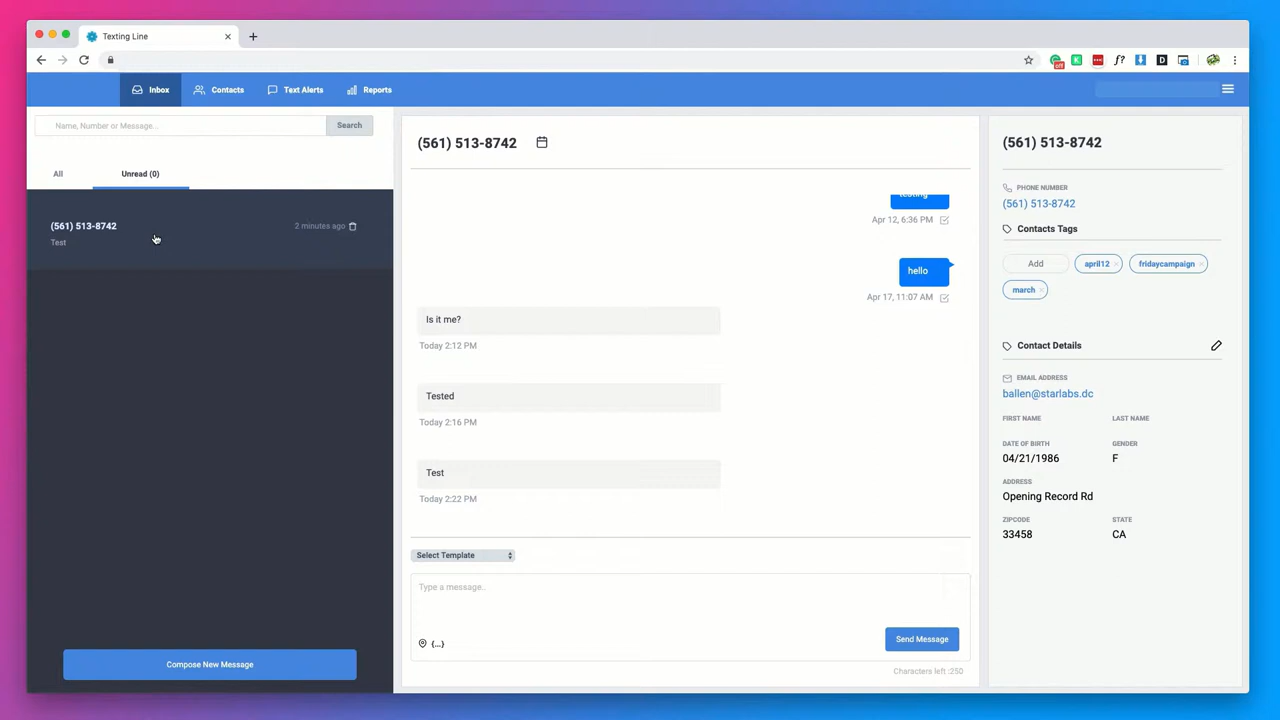 Texting Line
off
f?
D
Inbox
Contacts
Text Alerts
Reports
Name, Number or Message...
Search
All
Unread (0)
(561) 513-8742
2 minutes ago
Test
Compose New Message
(561) 513-8742
testing
Apr 12, 6:36 PM
hello
Apr 17, 11:07 AM
Is it me?
Today 2:12 PM
Tested
Today 2:16 PM
Test
Today 2:22 PM
Select Template
Type a message..
{...}
Send Message
Characters left :250
(561) 513-8742
PHONE NUMBER
(561) 513-8742
Contacts Tags
Add
april12 ×
fridaycampaign ×
march ×
Contact Details
EMAIL ADDRESS
ballen@starlabs.dc
FIRST NAME LAST NAME
DATE OF BIRTH GENDER
04/21/1986 F
ADDRESS
Opening Record Rd
ZIPCODE STATE
33458 CA